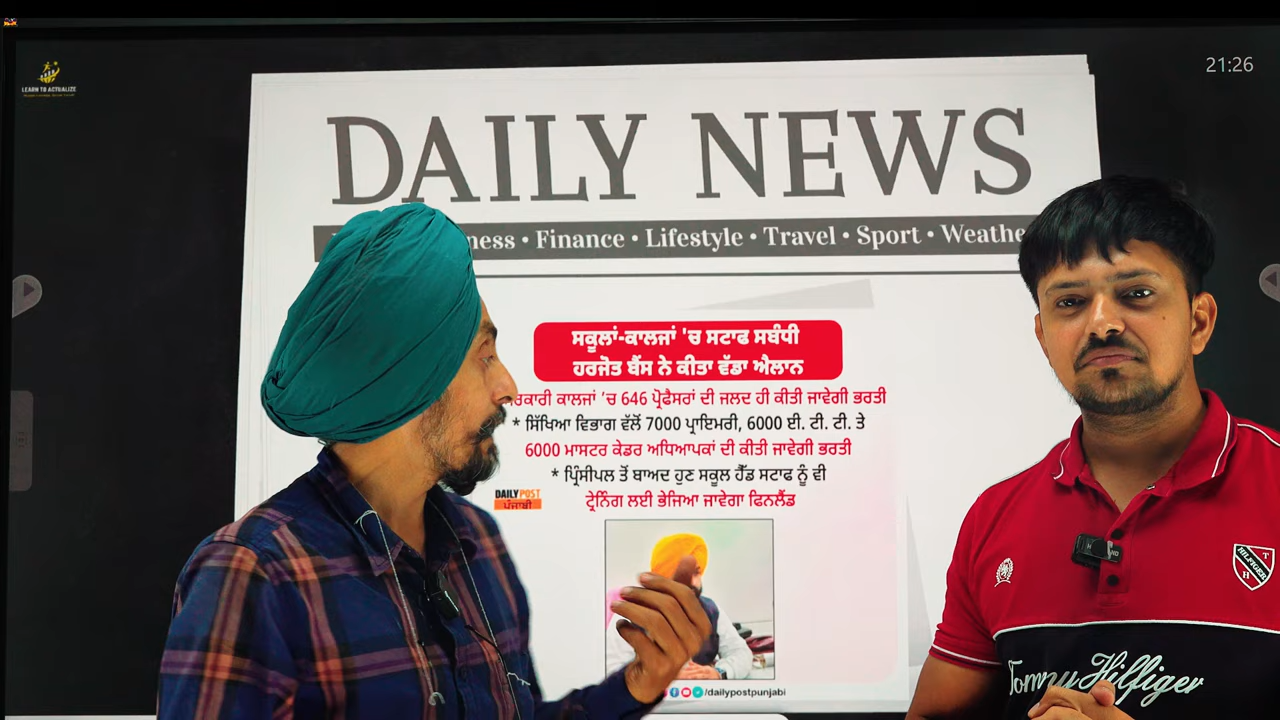 LEARN TO ACTUALIZE
21:26
DAILY NEWS
ness • Finance • Lifestyle • Travel • Sport • Weathe
ਸਕੂਲਾਂ-ਕਾਲਜਾਂ 'ਚ ਸਟਾਫ ਸਬੰਧੀ
ਹਰਜੋਤ ਬੈਂਸ ਨੇ ਕੀਤਾ ਵੱਡਾ ਐਲਾਨ
ਰਕਾਰੀ ਕਾਲਜਾਂ 'ਚ 646 ਪ੍ਰੋਫੈਸਰਾਂ ਦੀ ਜਲਦ ਹੀ ਕੀਤੀ ਜਾਵੇਗੀ ਭਰਤੀ
* ਸਿੱਖਿਆ ਵਿਭਾਗ ਵੱਲੋਂ 7000 ਪ੍ਰਾਇਮਰੀ, 6000 ਈ. ਟੀ. ਟੀ. ਤੇ
6000 ਮਾਸਟਰ ਕੇਡਰ ਅਧਿਆਪਕਾਂ ਦੀ ਕੀਤੀ ਜਾਵੇਗੀ ਭਰਤੀ
* ਪ੍ਰਿੰਸੀਪਲ ਤੋਂ ਬਾਅਦ ਹੁਣ ਸਕੂਲ ਹੈੱਡ ਸਟਾਫ ਨੂੰ ਵੀ
ਟ੍ਰੇਨਿੰਗ ਲਈ ਭੇਜਿਆ ਜਾਵੇਗਾ ਫਿਨਲੈਂਡ
DAILY POST
ਪੰਜਾਬੀ
/dailypostpunjabi
T
HILFIGER
H
Tommy Hilfiger